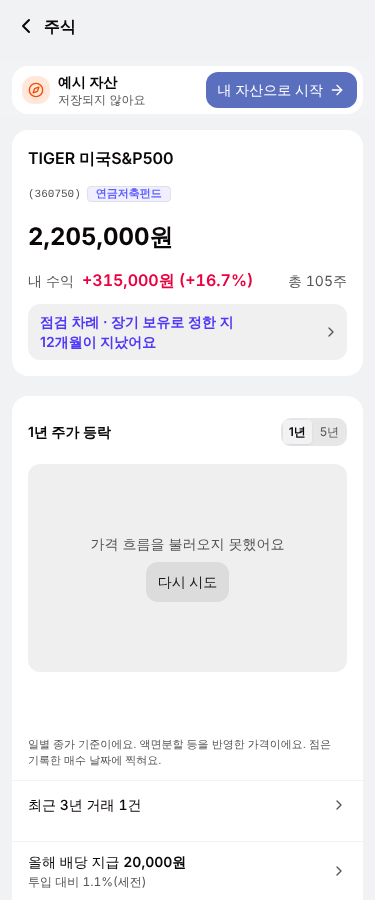 주식
예시 자산
저장되지 않아요
내 자산으로 시작
TIGER 미국S&P500
(360750) 연금저축펀드
2,205,000원
내 수익 +315,000원 (+16.7%) 총 105주
점검 차례 · 장기 보유로 정한 지
12개월이 지났어요
1년 주가 등락 1년 5년
가격 흐름을 불러오지 못했어요
다시 시도
일별 종가 기준이에요. 액면분할 등을 반영한 가격이에요. 점은
기록한 매수 날짜에 찍혀요.
최근 3년 거래 1건
올해 배당 지급 20,000원
투입 대비 1.1%(세전)